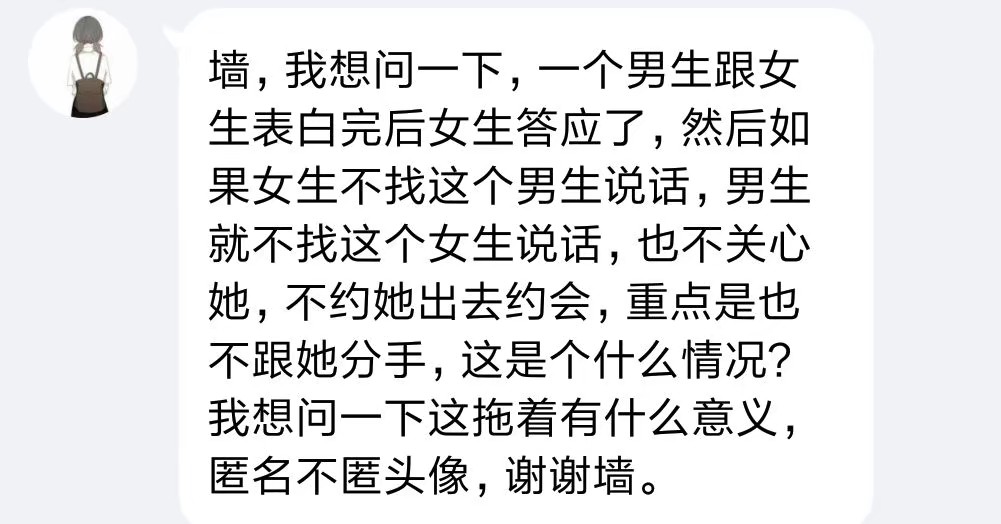 墙，我想问一下，一个男生跟女
生表白完后女生答应了，然后如
果女生不找这个男生说话，男生
就不找这个女生说话，也不关心
她，不约她出去约会，重点是也
不跟她分手，这是个什么情况？
我想问一下这拖着有什么意义，
匿名不匿头像，谢谢墙。